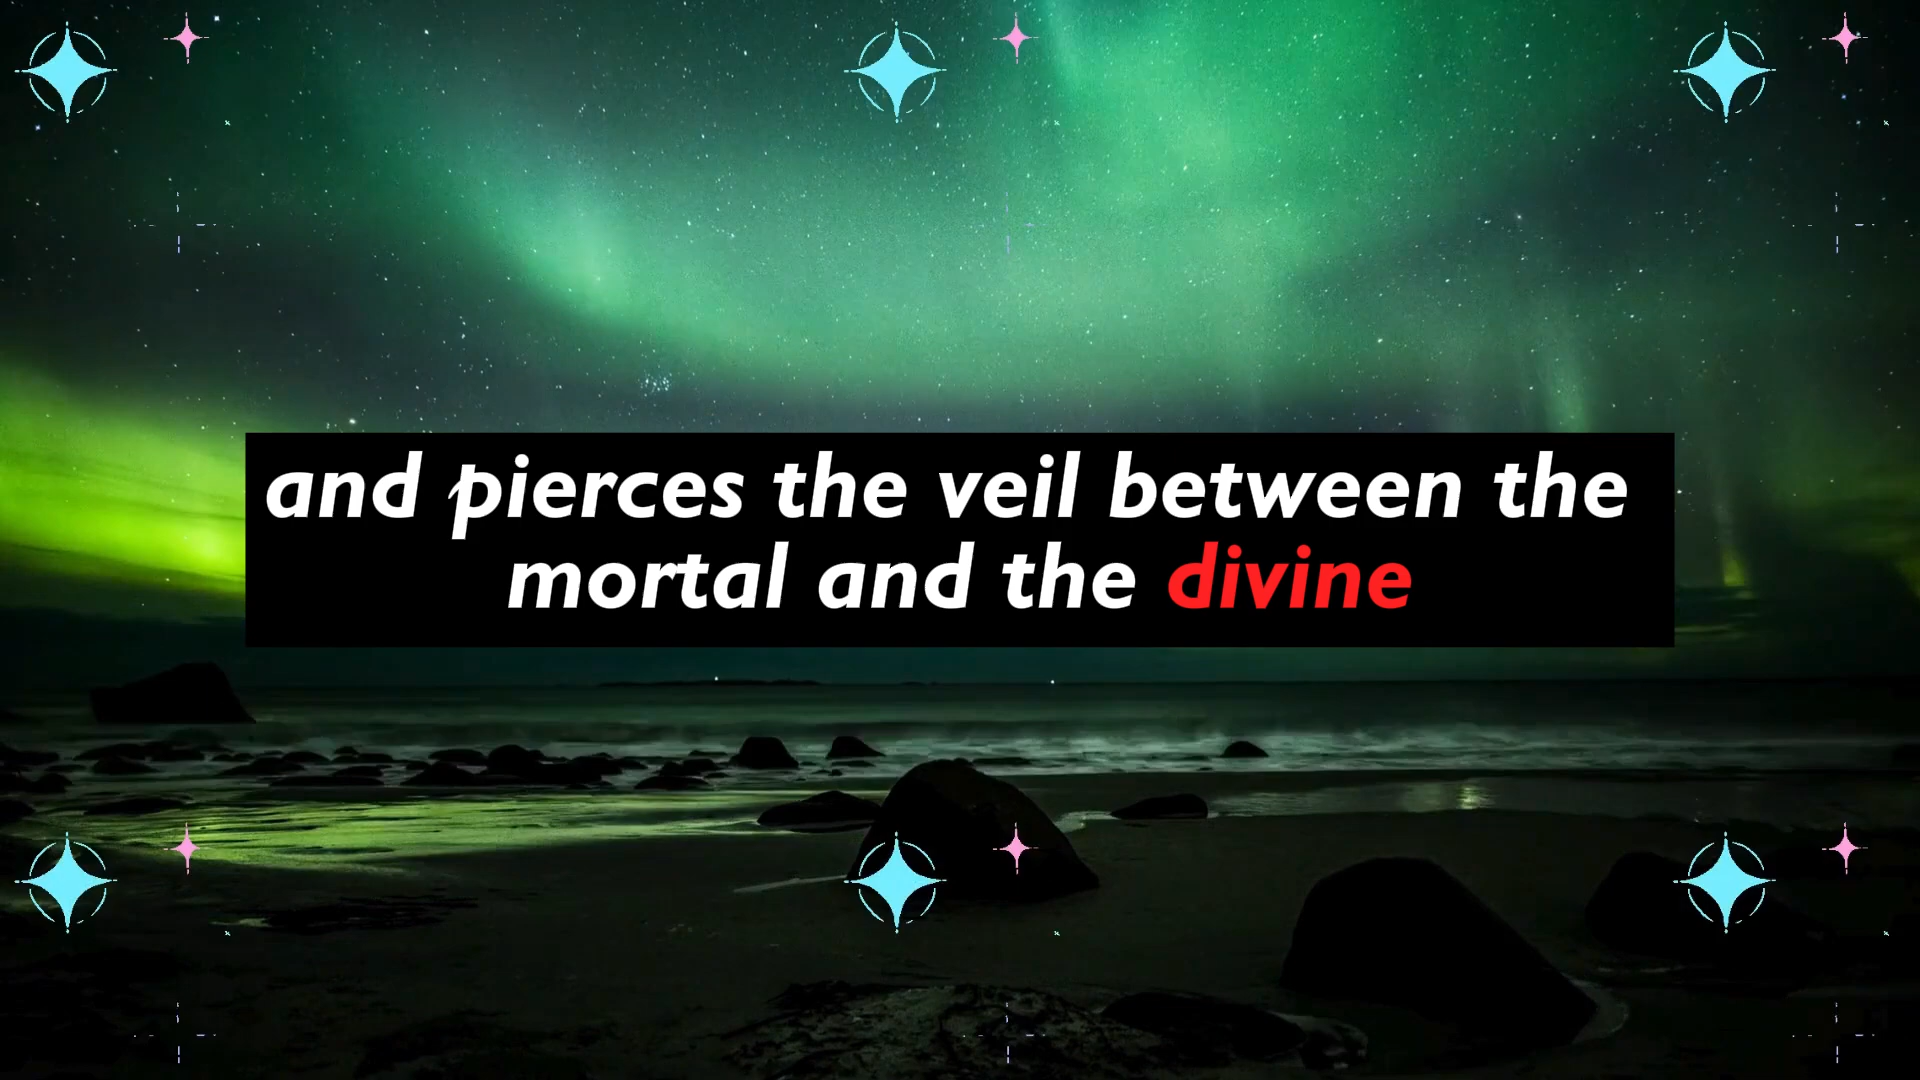 and pierces the veil between the
mortal and the divine